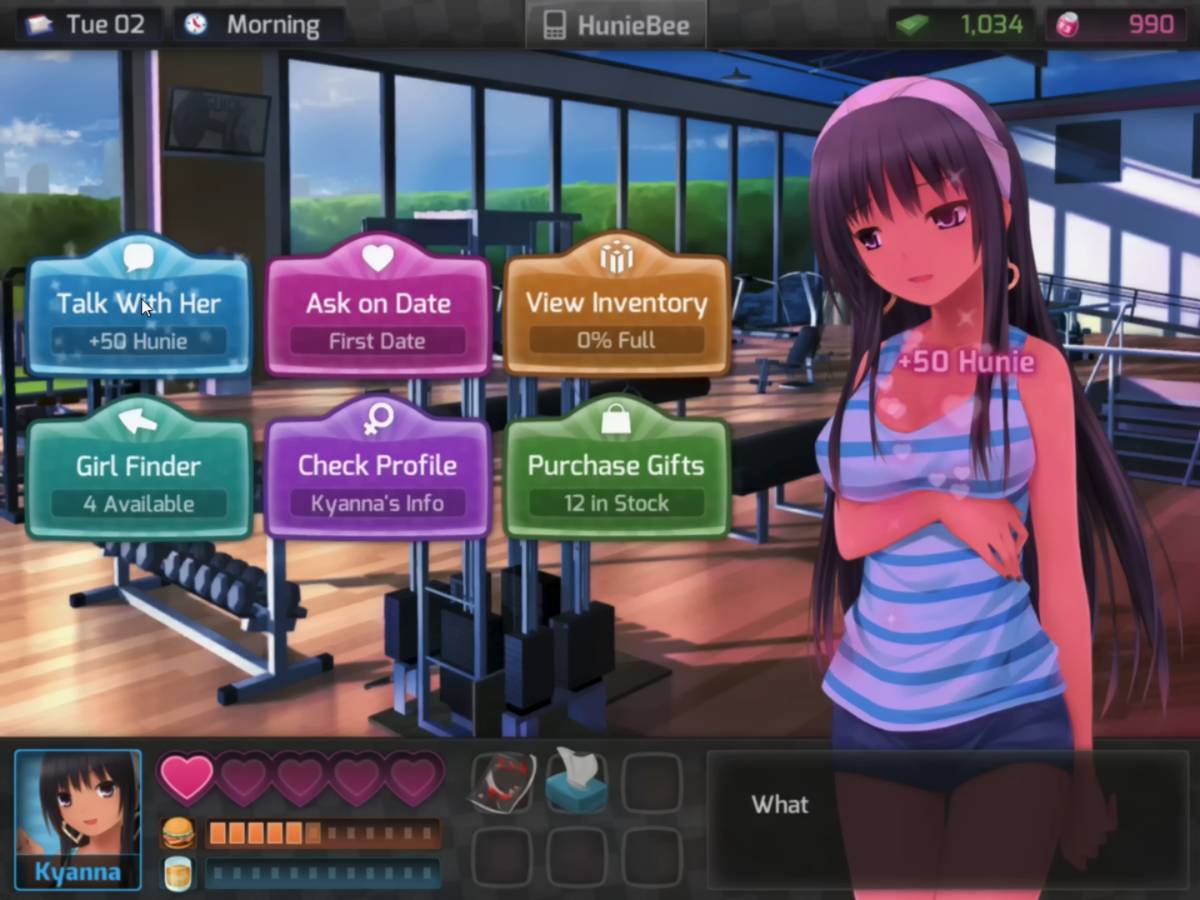 Tue 02
Morning
HunieBee
1,034
990
Talk With Her
+50 Hunie
Ask on Date
First Date
View Inventory
0% Full
+50 Hunie
Girl Finder
4 Available
Check Profile
Kyanna's Info
Purchase Gifts
12 in Stock
What
Kyanna